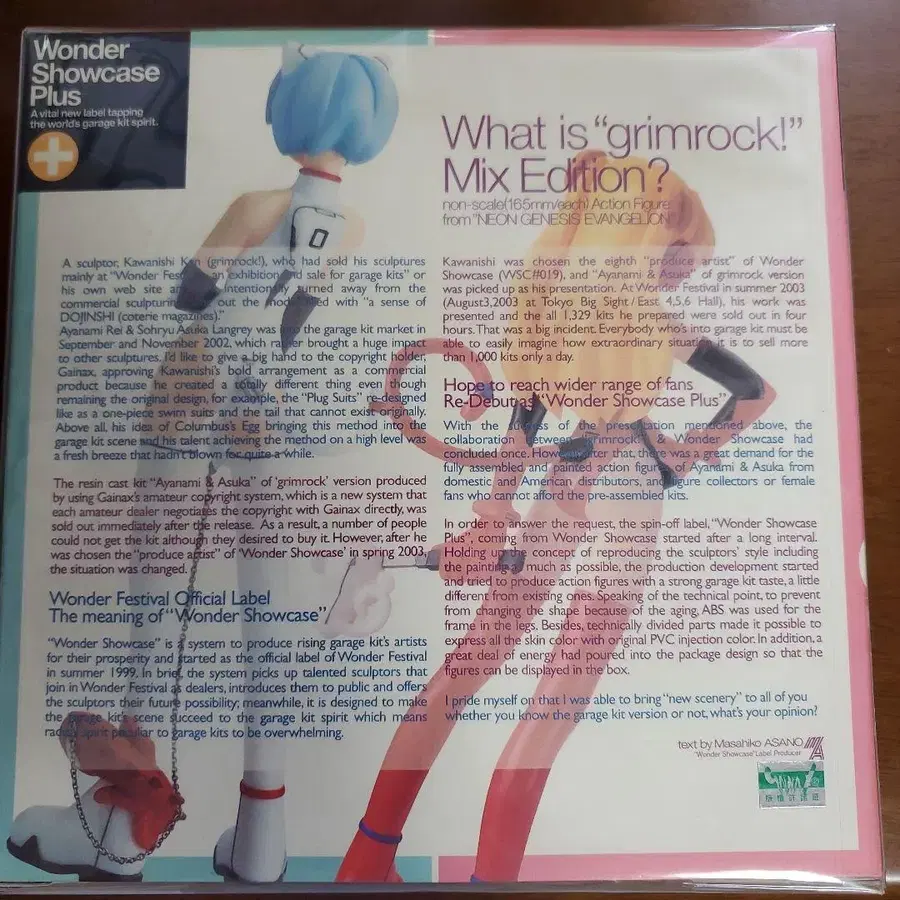 Wonder
Showcase
Plus
A vital new label tapping
the world's garage kit spirit.
What is "grimrock!"
Mix Edition?
non-scale(165mm/each) Action Figure
from "NEON GENESIS EVANGELION"
0
A sculptor, Kawanishi Ken (grimrock!), who had sold his sculptures
mainly at "Wonder Fes an exhibition and sale for garage kits" or
his own web site an Intentionally turned away from the
commercial sculpturin out the mod ed with "a sense of
DOJINSHI (coterie magazines)."
Ayanami Rei & Sohryu Asuka Langrey was into the garage kit market in
September and November 2002, which rather brought a huge impact
to other sculptures. I'd like to give a big hand to the copyright holder
Gainax, approving Kawanishi's bold arrangement as a commercial
product because he created a totally different thing even though
remaining the original design, for example, the "Plug Suits" re-designed
like as a one-piece swim suits and the tail that cannot exist originally.
Above all, his idea of Columbus's Egg bringing this method into the
garage kit scene and his talent achieving the method on a high level was
a fresh breeze that hadn't blown for quite a while.
The resin cast kit "Ayanami & Asuka" of 'grimrock' version produced
by using Gainax's amateur copyright system, which is a new system that
each amateur dealer negotiates the copyright with Gainax directly, was
sold out immediately after the release. As a result, a number of people
could not get the kit although they desired to buy it. However, after he
was chosen the "produce artist" of 'Wonder Showcase' in spring 2003,
the situation was changed.
Wonder Festival Official Label
The meaning of "Wonder Showcase"
"Wonder Showcase" is a system to produce rising garage kit's artists
for their prosperity and started as the official label of Wonder Festival
in summer 1999. In brief, the system picks up talented sculptors that
join in Wonder Festival as dealers, introduces them to public and offers
the sculptors their future possibility; meanwhile, it is designed to make
the garage kit's scene succeed to the garage kit spirit which means
radical spirit peculiar to garage kits to be overwhelming.
Kawanishi was chosen the eighth "produce artist" of Wonder
Showcase (WSC#019), and "Ayanami & Asuka" of grimrock version
was picked up as his presentation. At Wonder Festival in summer 2003
(August3,2003 at Tokyo Big Sight / East 4,5,6 Hall), his work was
presented and the all 1,329 kits he prepared were sold out in four
hours. That was a big incident. Everybody who's into garage kit must be
able to easily imagine how extraordinary situation it is to sell more
than 1,000 kits only a day.
Hope to reach wider range of fans
Re-Debut as "Wonder Showcase Plus"
With the of the presentation mentioned above, the
collaboration between grimrock & Wonder Showcase had
concluded once. However that, there was a great demand for the
fully assembled and painted action figure of Ayanami & Asuka from
domestic and America distributors, and figure collectors or female
fans who cannot afford the pre-assembled kits.
In order to answer the request, the spin-off label, "Wonder Showcase
Plus", coming from Wonder Showcase started after a long interval.
Holding up concept of reproducing the sculptors' style including
the painting as much as possible, the production development started
and tried to produce action figures with a strong garage kit taste, a little
different from existing one. Speaking of the technical point, to prevent
from changing the shape because of the aging, ABS was used for the
frame in the legs. Besides, technically divided parts made it possible to
express all the skin color with original PVC injection color. In addition, a
great deal of energy had poured into the package design so that the
figures can be displayed in the box.
I pride myself on that I was able to bring "new scenery" to all of you
whether you know the garage kit version or not, what's your opinion?
text by Masahiko ASANO
"Wonder Showcase" Label Producer